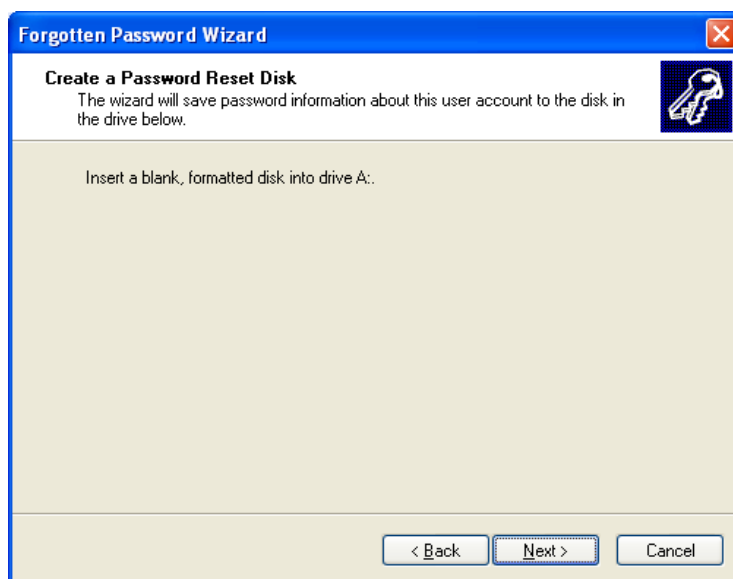 Forgotten Password Wizard
Create a Password Reset Disk
The wizard will save password information about this user account to the disk in
the drive below.
Insert a blank, formatted disk into drive A:.
< Back
Next >
Cancel